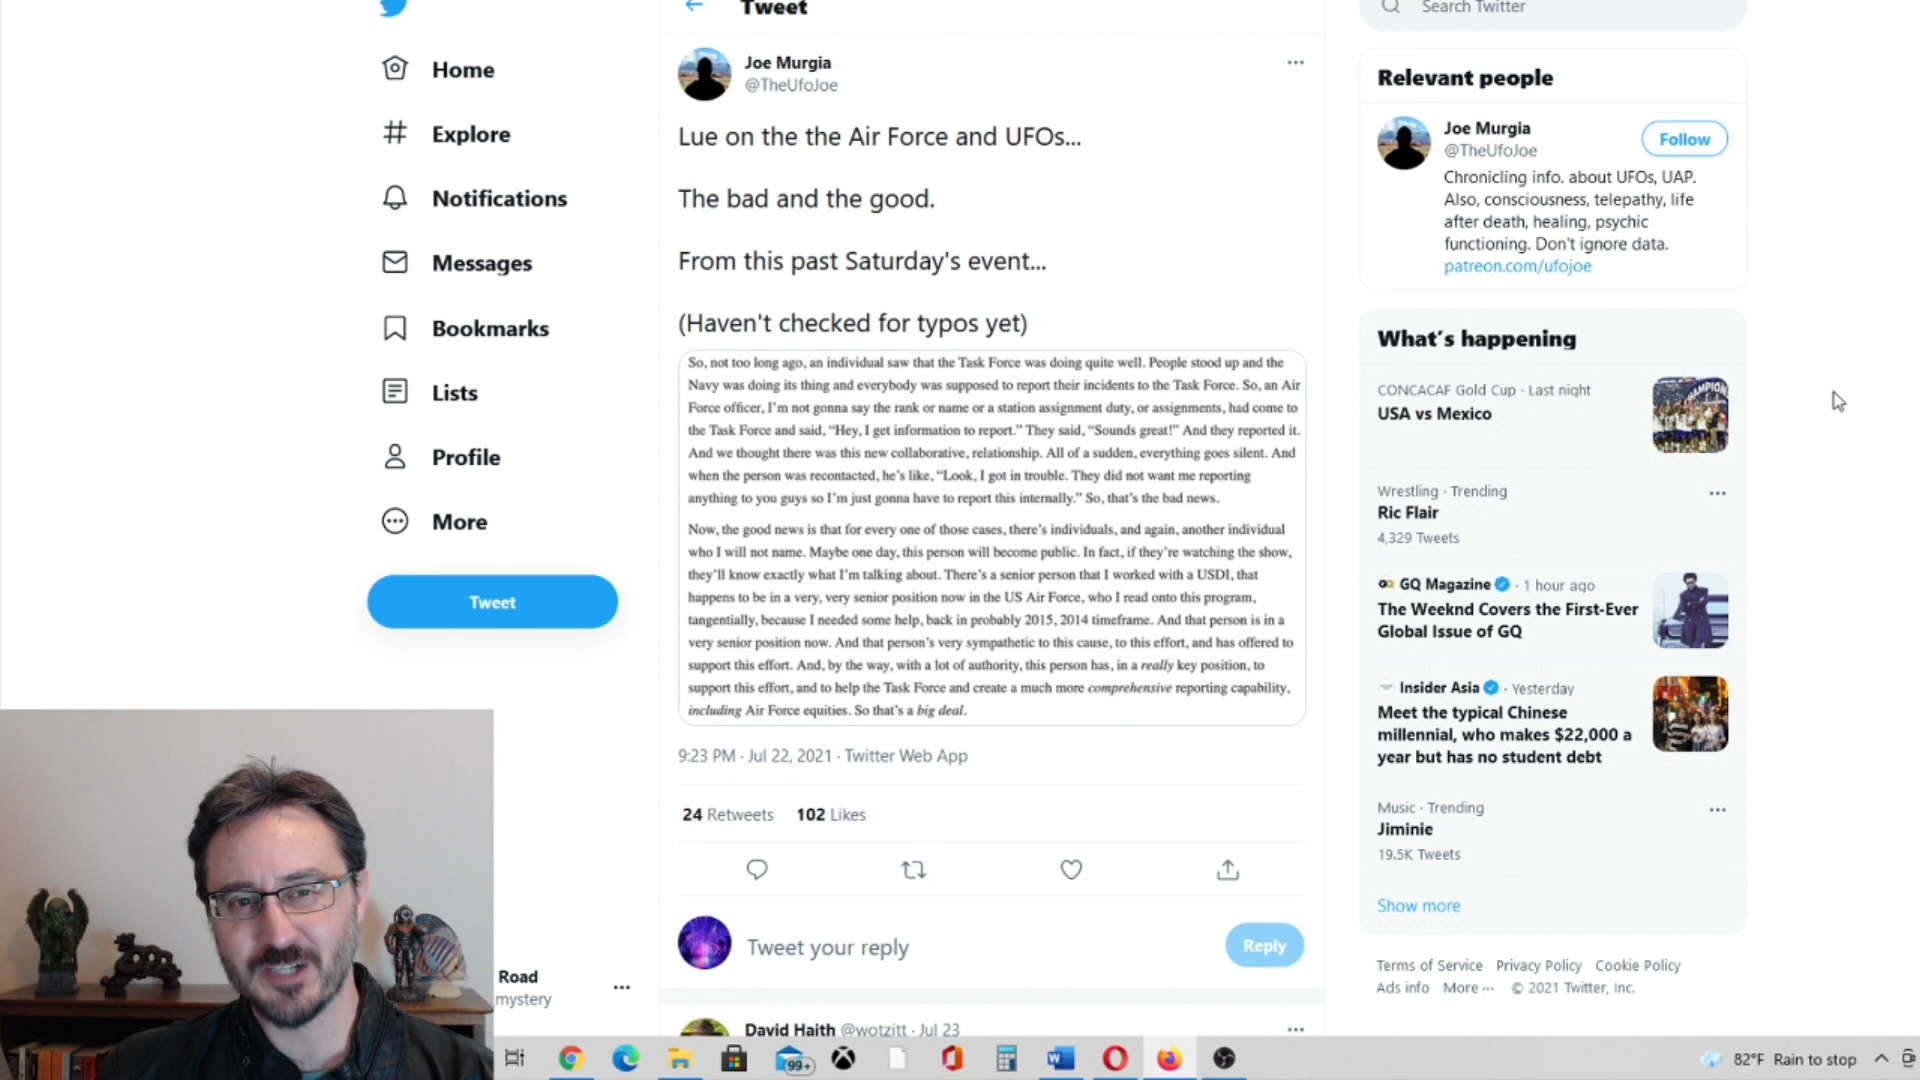 Home
Explore
Notifications
Messages
Bookmarks
Lists
Profile
More
Tweet
Road
mystery
Tweet
Joe Murgia
@TheUfoJoe
Lue on the the Air Force and UFOs...
The bad and the good.
From this past Saturday's event...
(Haven't checked for typos yet)
So, not too long ago, an individual saw that the Task Force was doing quite well. People stood up and the
Navy was doing its thing and everybody was supposed to report their incidents to the Task Force. So, an Air
Force officer, I'm not gonna say the rank or name or a station assignment duty, or assignments, had come to
the Task Force and said, "Hey, I get information to report." They said, "Sounds great!" And they reported it.
And we thought there was this new collaborative, relationship. All of a sudden, everything goes silent. And
when the person was recontacted, he's like, "Look, I got in trouble. They did not want me reporting
anything to you guys so I'm just gonna have to report this internally." So, that's the bad news.
Now, the good news is that for every one of those cases, there's individuals, and again, another individual
who I will not name. Maybe one day, this person will become public. In fact, if they're watching the show,
they'll know exactly what I'm talking about. There's a senior person that I worked with a USDI, that
happens to be in a very, very senior position now in the US Air Force, who I read onto this program,
tangentially, because I needed some help, back in probably 2015, 2014 timeframe. And that person is in a
very senior position now. And that person's very sympathetic to this cause, to this effort, and has offered to
support this effort. And, by the way, with a lot of authority, this person has, in a really key position, to
support this effort, and to help the Task Force and create a much more comprehensive reporting capability,
including Air Force equities. So that's a big deal.
9:23 PM · Jul 22, 2021 · Twitter Web App
24 Retweets 102 Likes
Tweet your reply
Reply
David Haith @wotzitt · Jul 23
Search Twitter
Relevant people
Joe Murgia
@TheUfoJoe
Follow
Chronicling info. about UFOs, UAP.
Also, consciousness, telepathy, life
after death, healing, psychic
functioning. Don't ignore data.
patreon.com/ufojoe
What's happening
CONCACAF Gold Cup · Last night
USA vs Mexico
Wrestling · Trending
Ric Flair
4,329 Tweets
GQ Magazine · 1 hour ago
The Weeknd Covers the First-Ever
Global Issue of GQ
Insider Asia · Yesterday
Meet the typical Chinese
millennial, who makes $22,000 a
year but has no student debt
Music · Trending
Jiminie
19.5K Tweets
Show more
Terms of Service Privacy Policy Cookie Policy
Ads info More ··· © 2021 Twitter, Inc.
99+
82°F Rain to stop